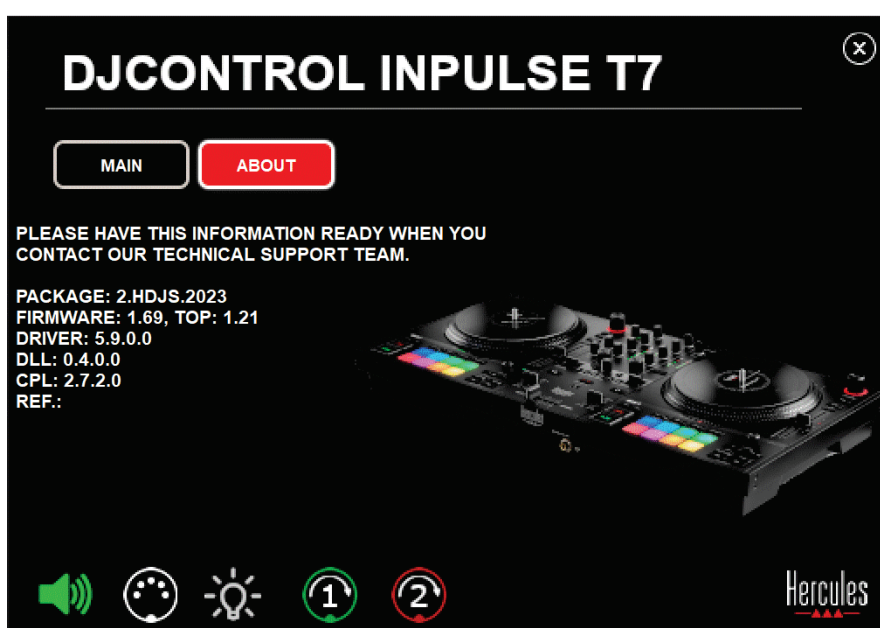 DJCONTROL INPULSE T7
MAIN
ABOUT
PLEASE HAVE THIS INFORMATION READY WHEN YOU
CONTACT OUR TECHNICAL SUPPORT TEAM.
PACKAGE: 2.HDJS.2023
FIRMWARE: 1.69, TOP: 1.21
DRIVER: 5.9.0.0
DLL: 0.4.0.0
CPL: 2.7.2.0
REF.:
1
2
Hercules